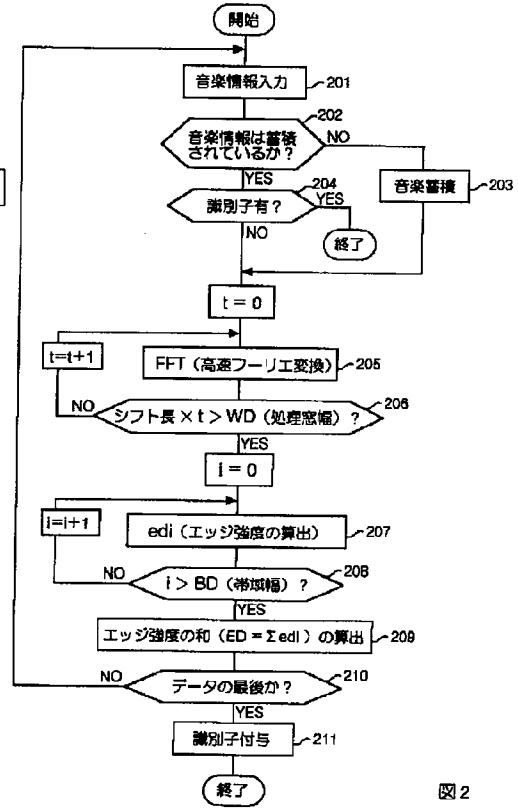 開始
音楽情報入力
201
202
音楽情報は蓄積
されているか？
NO
YES
音楽蓄積
203
204
識別子有？
YES
NO
終了
t = 0
t=t+1
FFT（高速フーリエ変換）
205
206
シフト長 × t > WD（処理窓幅）？
NO
YES
i = 0
i=i+1
edi（エッジ強度の算出）
207
208
i > BD（帯域幅）？
NO
YES
エッジ強度の和（ED = Σedi）の算出
209
210
データの最後か？
NO
YES
識別子付与
211
終了
図2